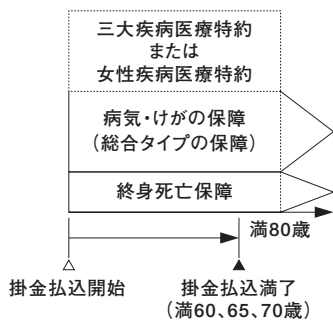 三大疾病医療特約
または
女性疾病医療特約
病気・けがの保障
(総合タイプの保障)
終身死亡保障
満80歳
掛金払込開始
掛金払込満了
(満60、65、70歳)